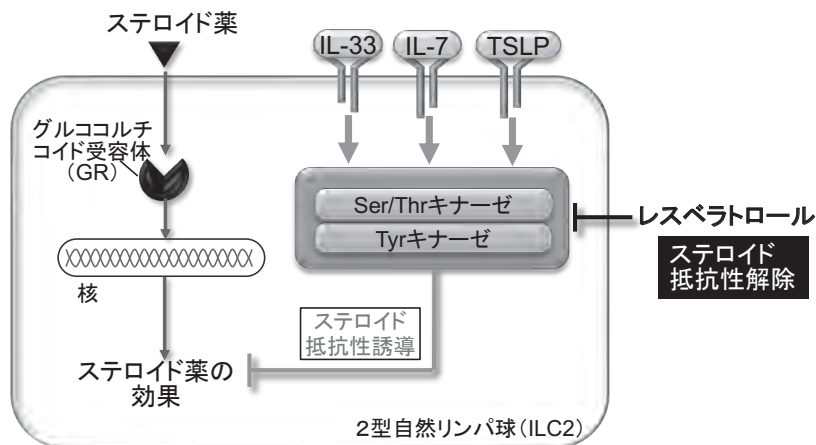 ステロイド薬
IL-33
IL-7
TSLP
グルココルチ
コイド受容体
（GR）
Ser/Thrキナーゼ
Tyrキナーゼ
レスベラトロール
ステロイド
抵抗性解除
核
ステロイド
抵抗性誘導
ステロイド薬の
効果
2型自然リンパ球（ILC2）